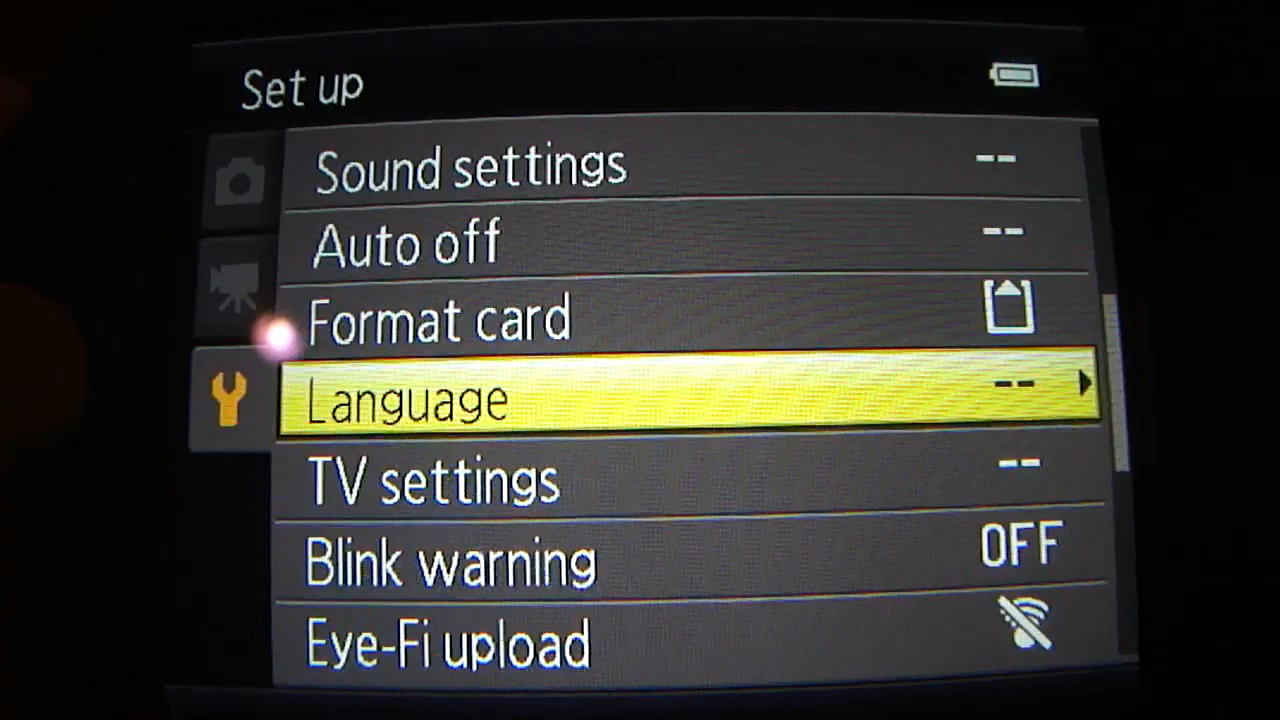 Set up
Sound settings --
Auto off --
Format card
Language --
TV settings --
Blink warning OFF
Eye-Fi upload